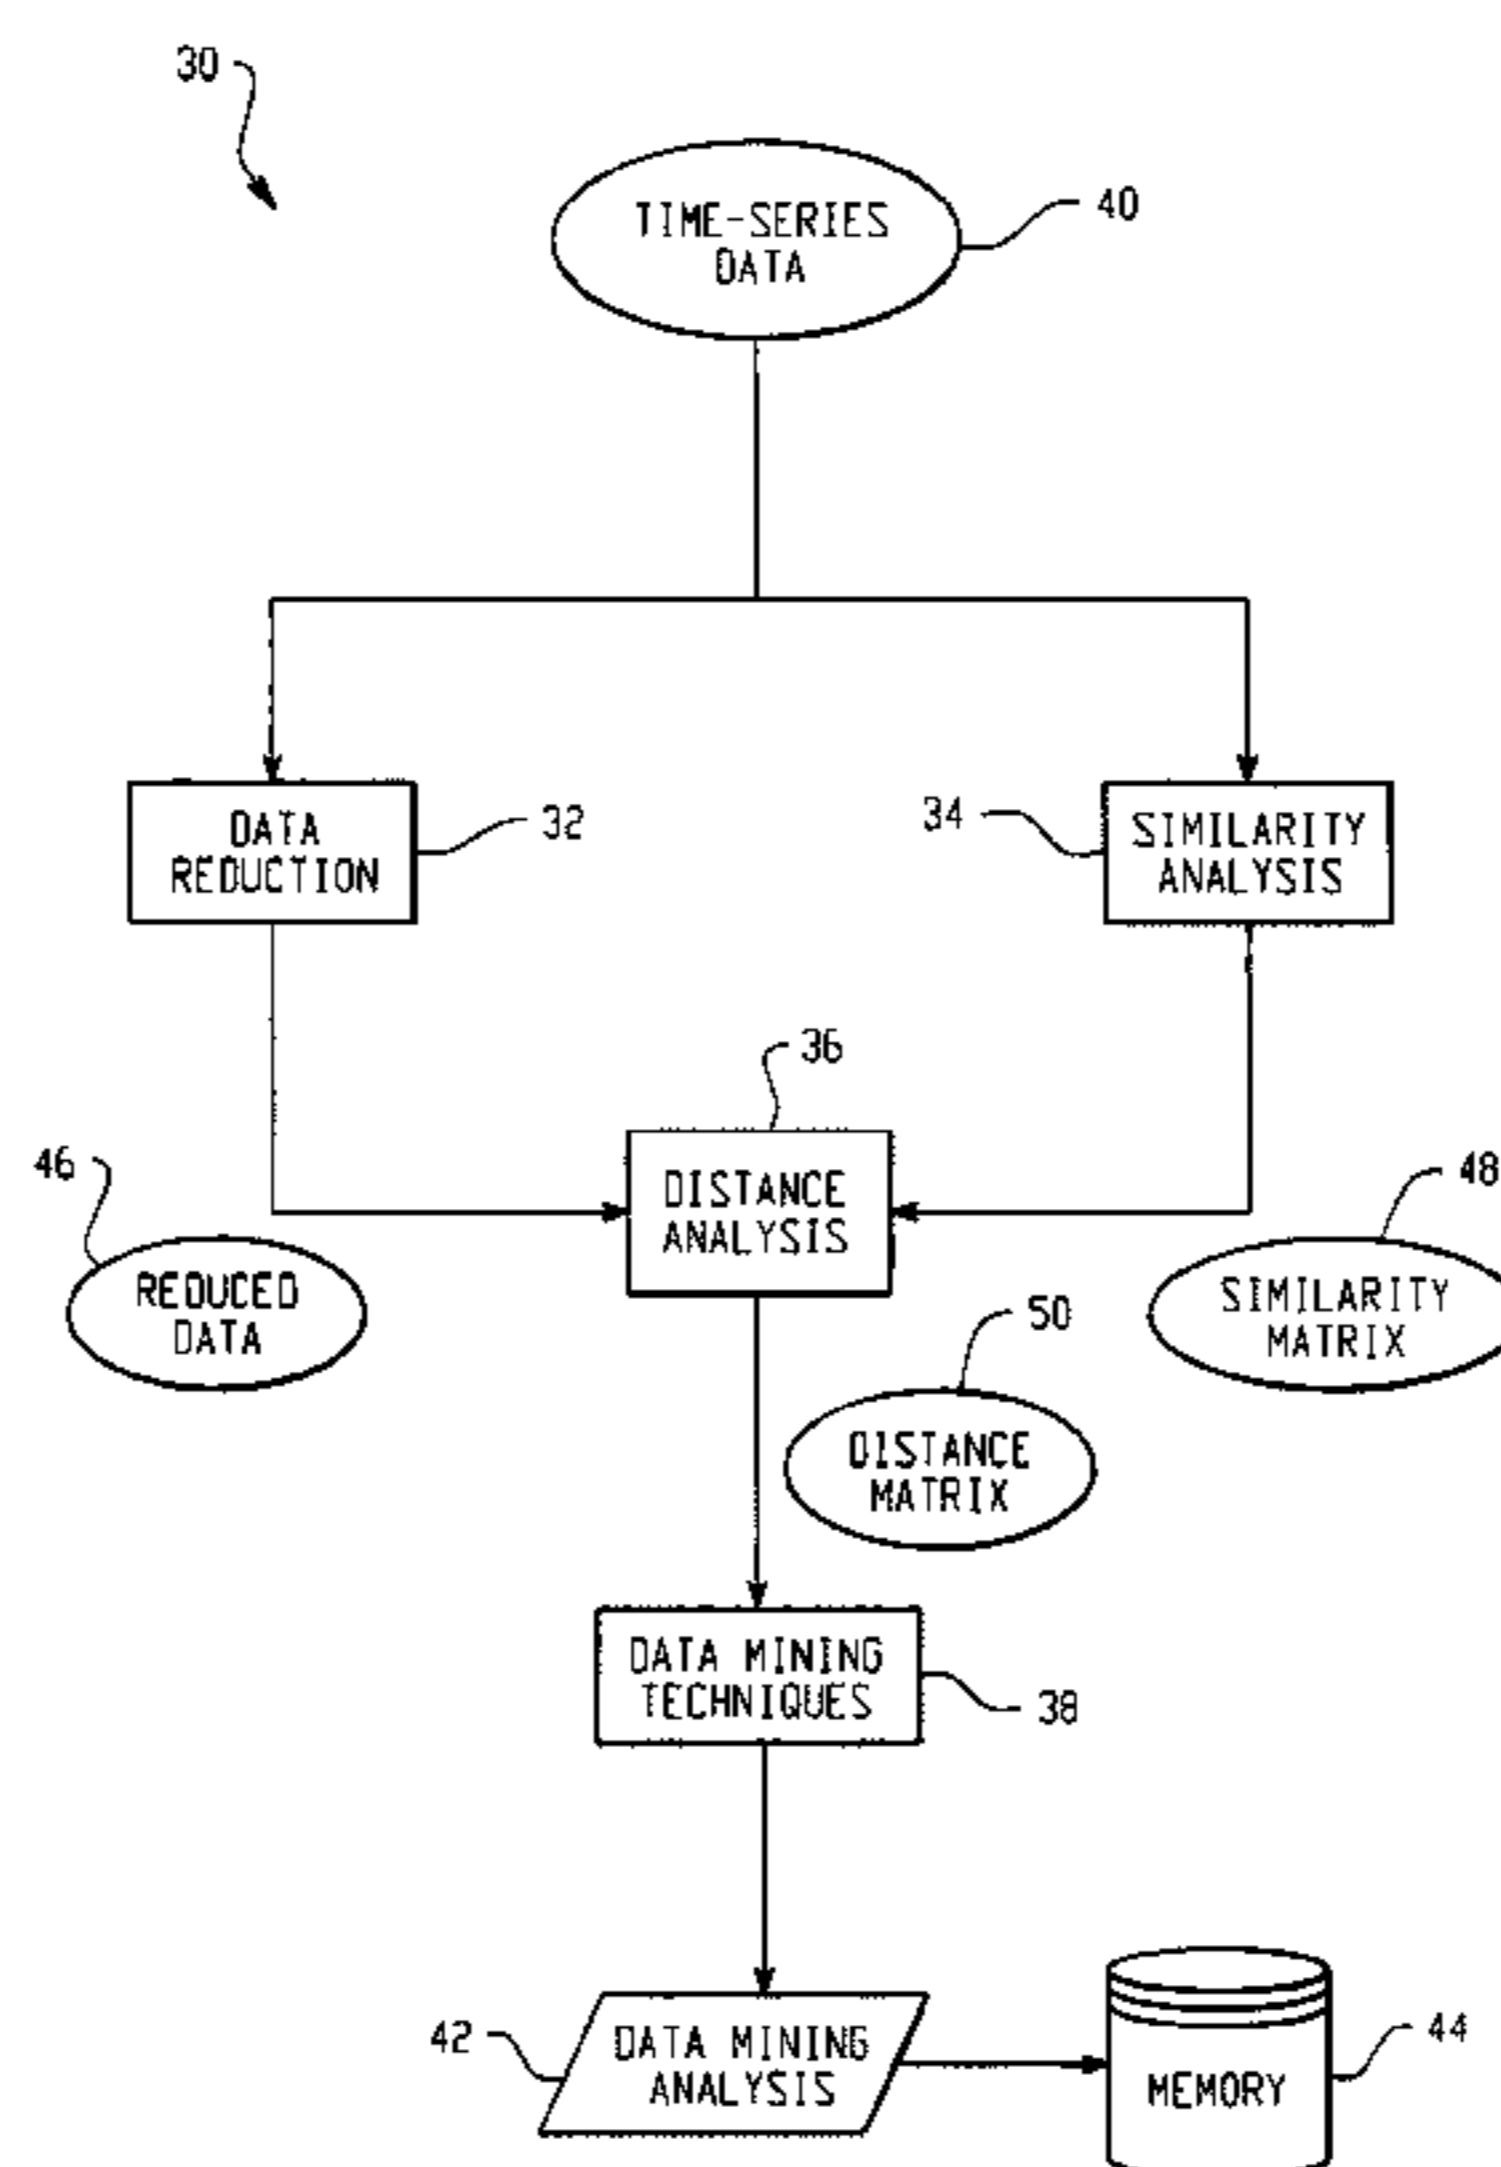 30
TIME-SERIES
DATA
40
DATA
REDUCTION
32
34
SIMILARITY
ANALYSIS
36
DISTANCE
ANALYSIS
46
REDUCED
DATA
48
SIMILARITY
MATRIX
50
DISTANCE
MATRIX
DATA MINING
TECHNIQUES
38
42
DATA MINING
ANALYSIS
44
MEMORY